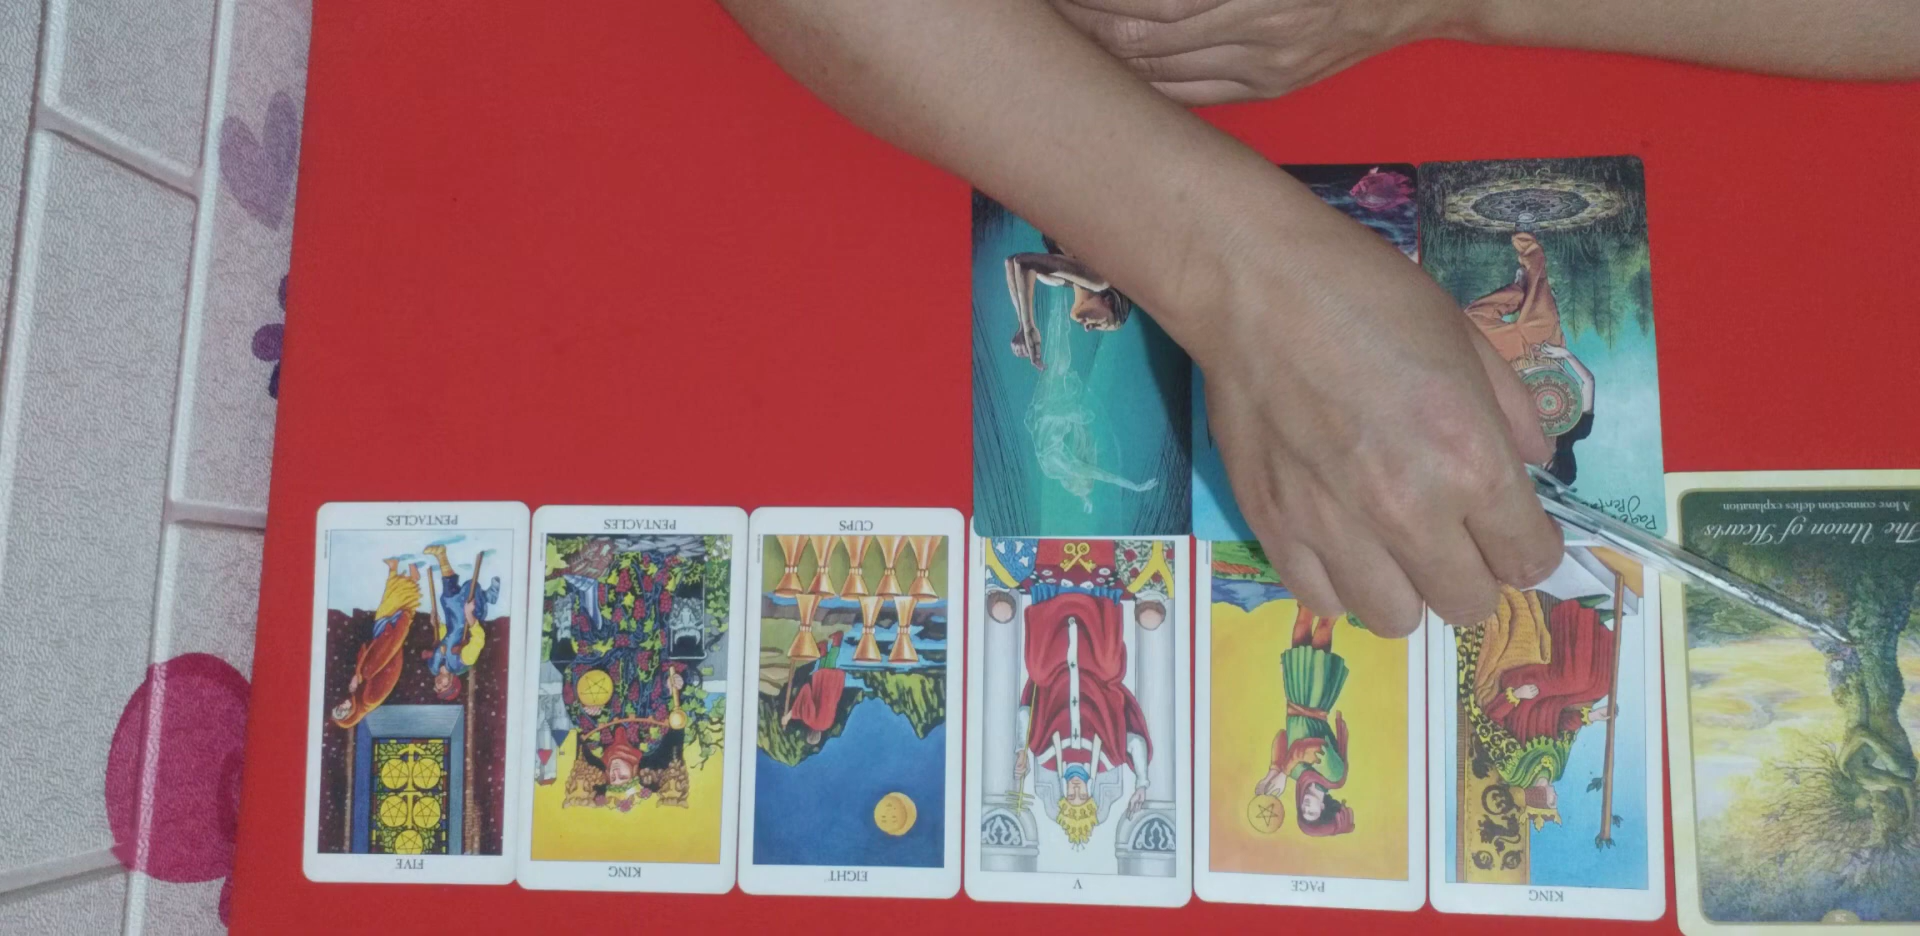 PENTACLES
FIVE
PENTACLES
KING
CUPS
EIGHT
V
PAGE
KING
The Union of Hearts
A love connection defies explanation.